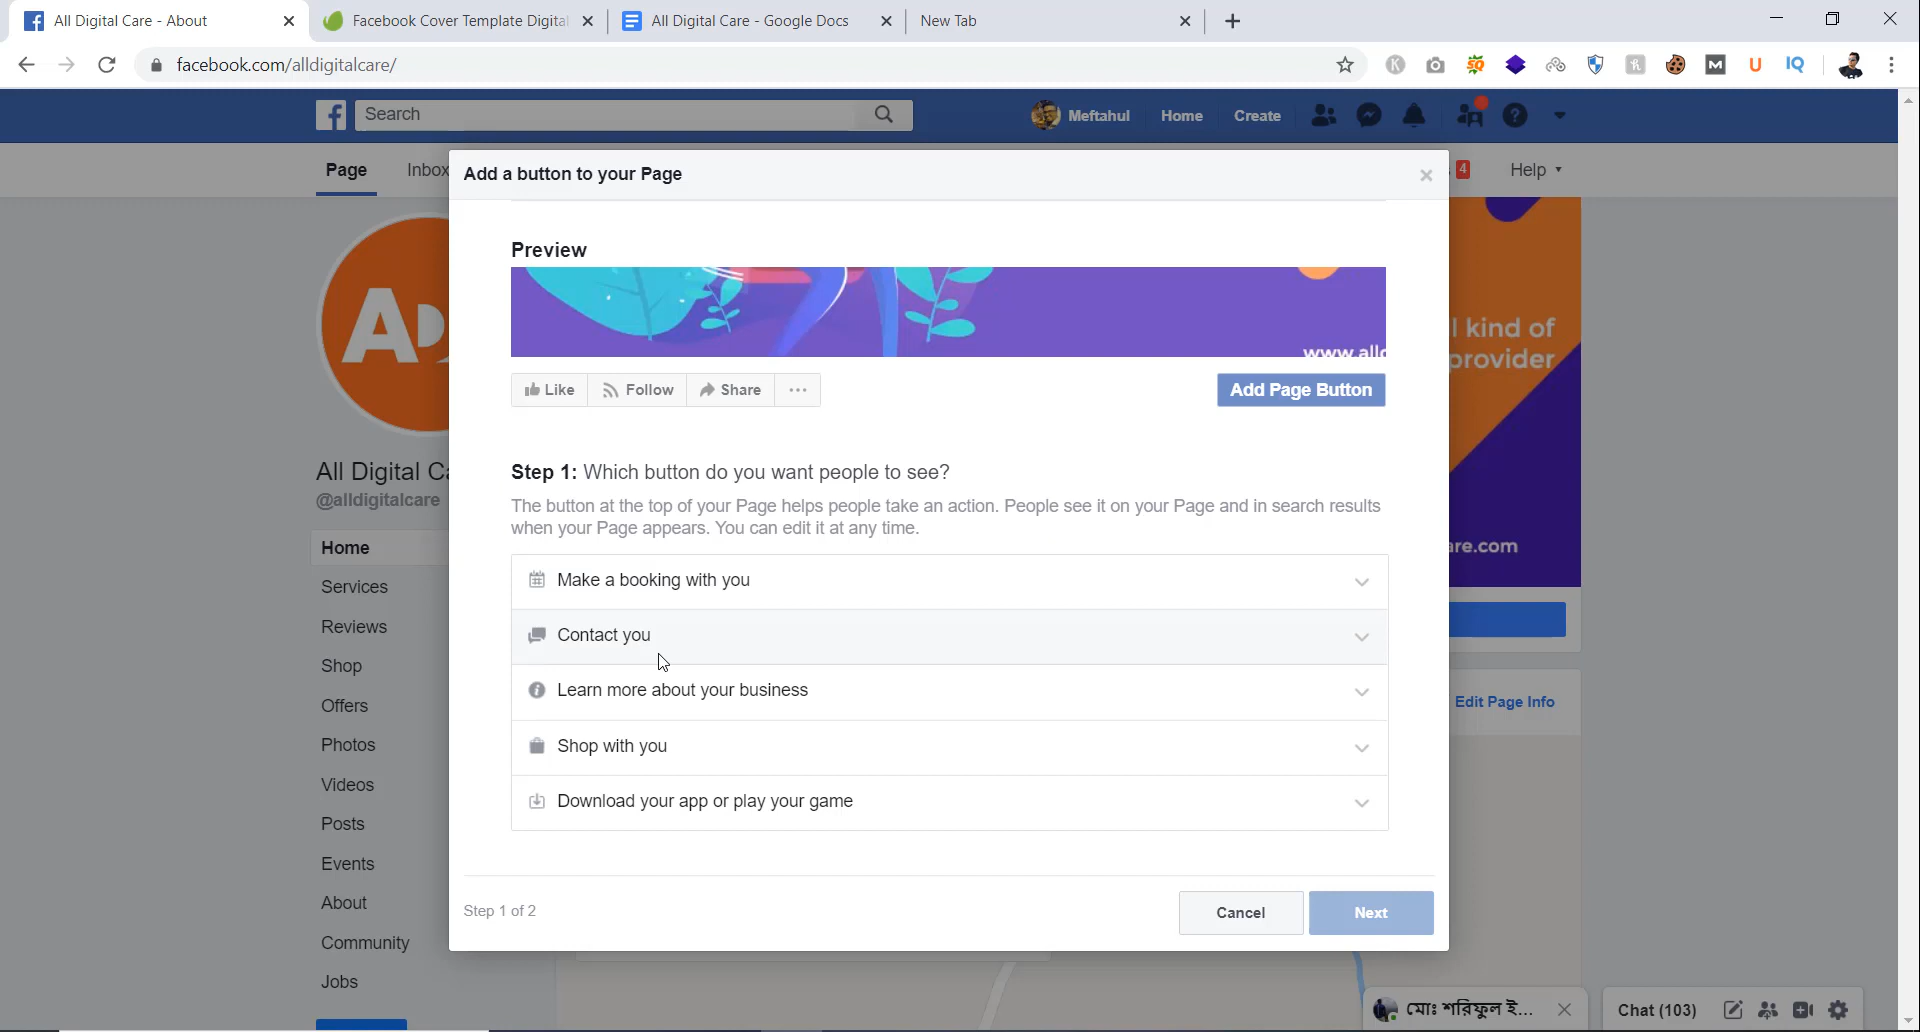 All Digital Care - About
Facebook Cover Template Digital
All Digital Care - Google Docs
New Tab
facebook.com/alldigitalcare/
Search
Meftahul
Home
Create
Page
Inbox
Add a button to your Page
4
Help
Preview
www.allc
Like
Follow
Share
Add Page Button
Step 1: Which button do you want people to see?
The button at the top of your Page helps people take an action. People see it on your Page and in search results
when your Page appears. You can edit it at any time.
Make a booking with you
Contact you
Learn more about your business
Shop with you
Download your app or play your game
Step 1 of 2
Cancel
Next
AD
All Digital Ca
@alldigitalcare
Home
Services
Reviews
Shop
Offers
Photos
Videos
Posts
Events
About
Community
Jobs
l kind of
provider
are.com
Edit Page Info
মোঃ শরিফুল ই...
Chat (103)